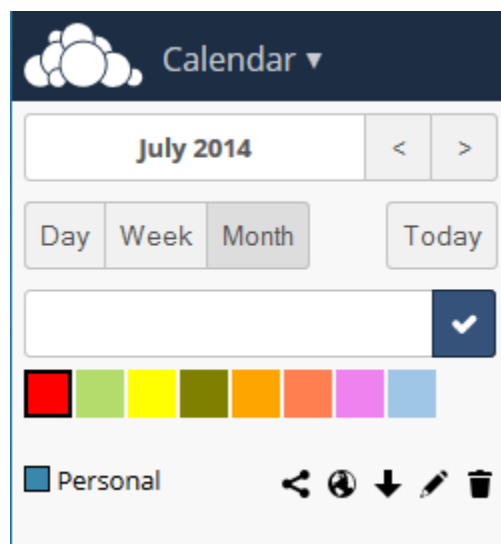 Calendar ▾
July 2014 < >
Day Week Month Today
Personal